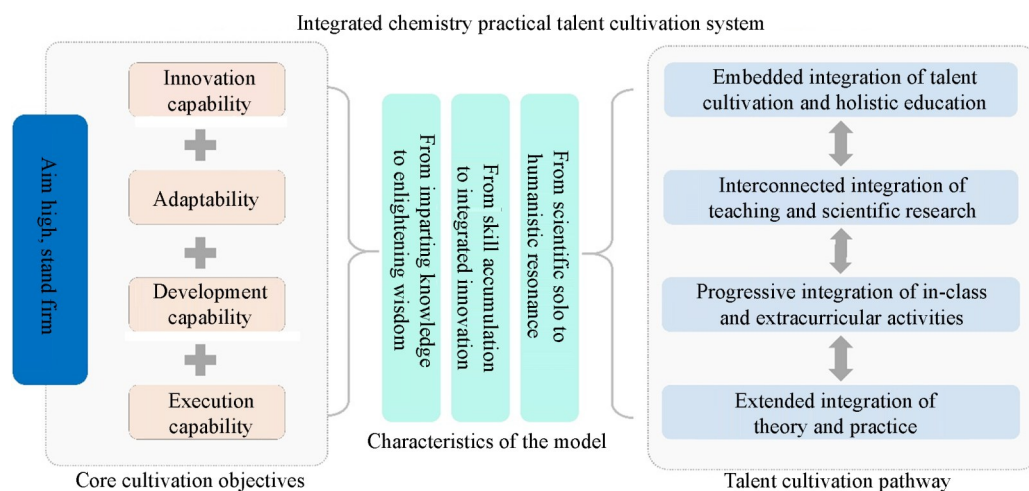 Integrated chemistry practical talent cultivation system
Aim high, stand firm
Innovation
capability
Adaptability
Development
capability
Execution
capability
Core cultivation objectives
From imparting knowledge
to enlightening wisdom
From skill accumulation
to integrated innovation
From scientific solo to
humanistic resonance
Characteristics of the model
Embedded integration of talent
cultivation and holistic education
Interconnected integration of
teaching and scientific research
Progressive integration of in-class
and extracurricular activities
Extended integration of
theory and practice
Talent cultivation pathway